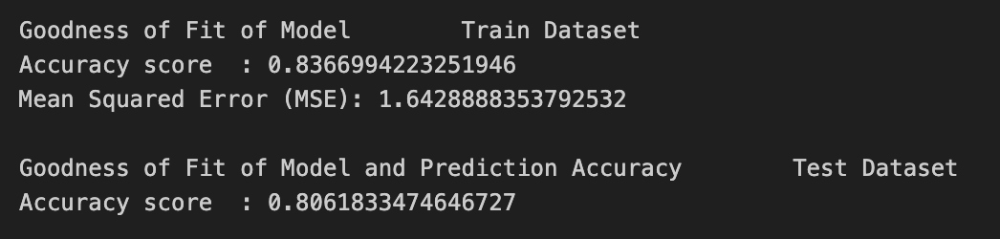 Goodness of Fit of Model        Train Dataset
Accuracy score  : 0.8366994223251946
Mean Squared Error (MSE): 1.6428888353792532
Goodness of Fit of Model and Prediction Accuracy        Test Dataset
Accuracy score  : 0.8061833474646727